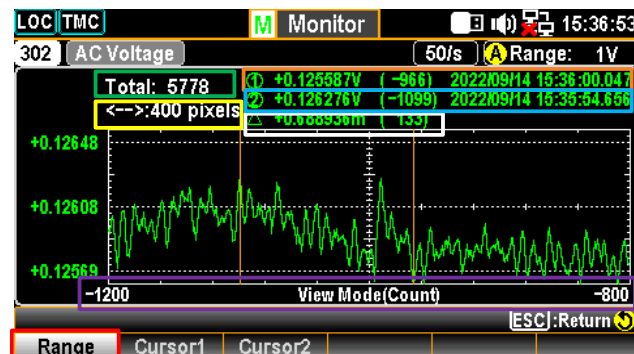 LOC TMC M Monitor 15:36:53
302 AC Voltage 50/s A Range: 1V
Total: 5778 ① +0.125587V ( -966) 2022/09/14 15:36:00.047
② +0.126276V (-1099) 2022/09/14 15:35:54.656
<-->:400 pixels △ +0.688936m ( 133)
+0.12648
+0.12608
+0.12569
-1200 View Mode(Count) -800
[ESC]:Return
Range Cursor1 Cursor2